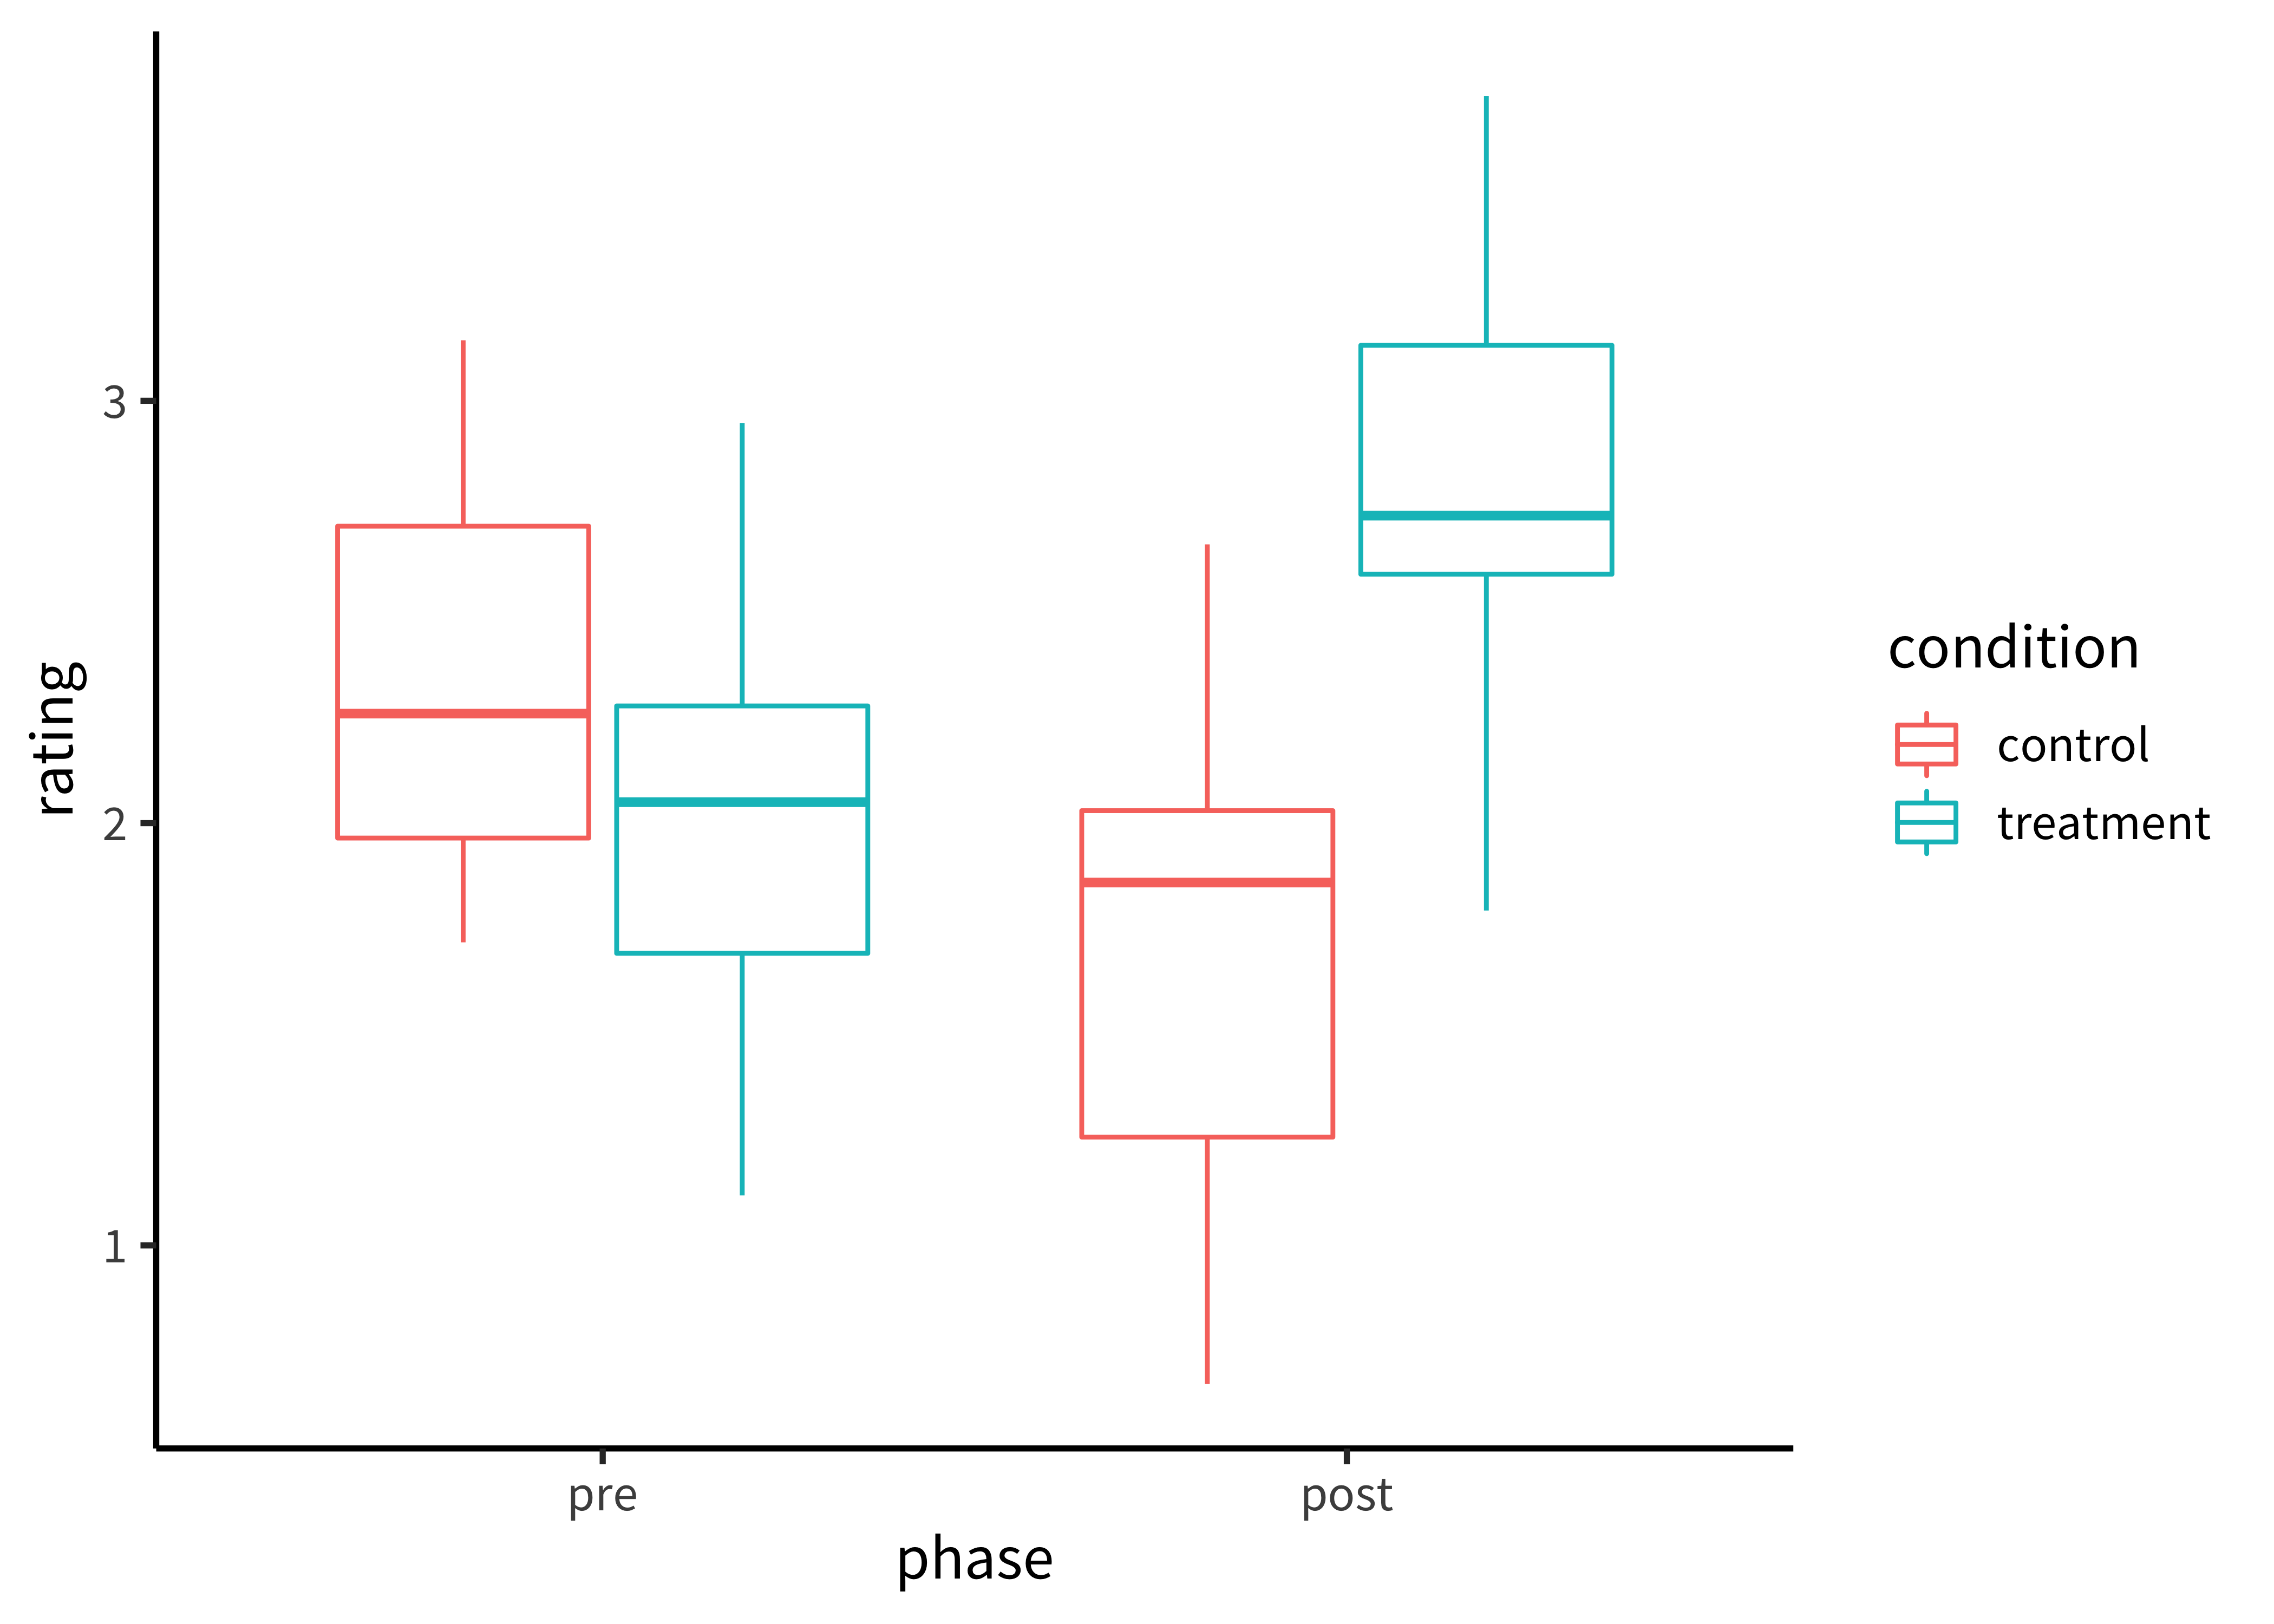 rating
3
2
1
pre
post
phase
condition
control
treatment